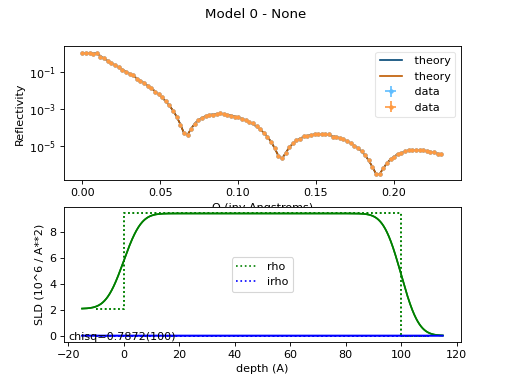 Model 0 - None
Reflectivity
10⁻¹
10⁻³
10⁻⁵
theory
theory
data
data
0.00 0.05 0.10 0.15 0.20
Q (inv Angstroms)
SLD (10^6 / A**2)
8
6
4
2
0
rho
irho
chisq=0.7872(100)
−20 0 20 40 60 80 100 120
depth (A)